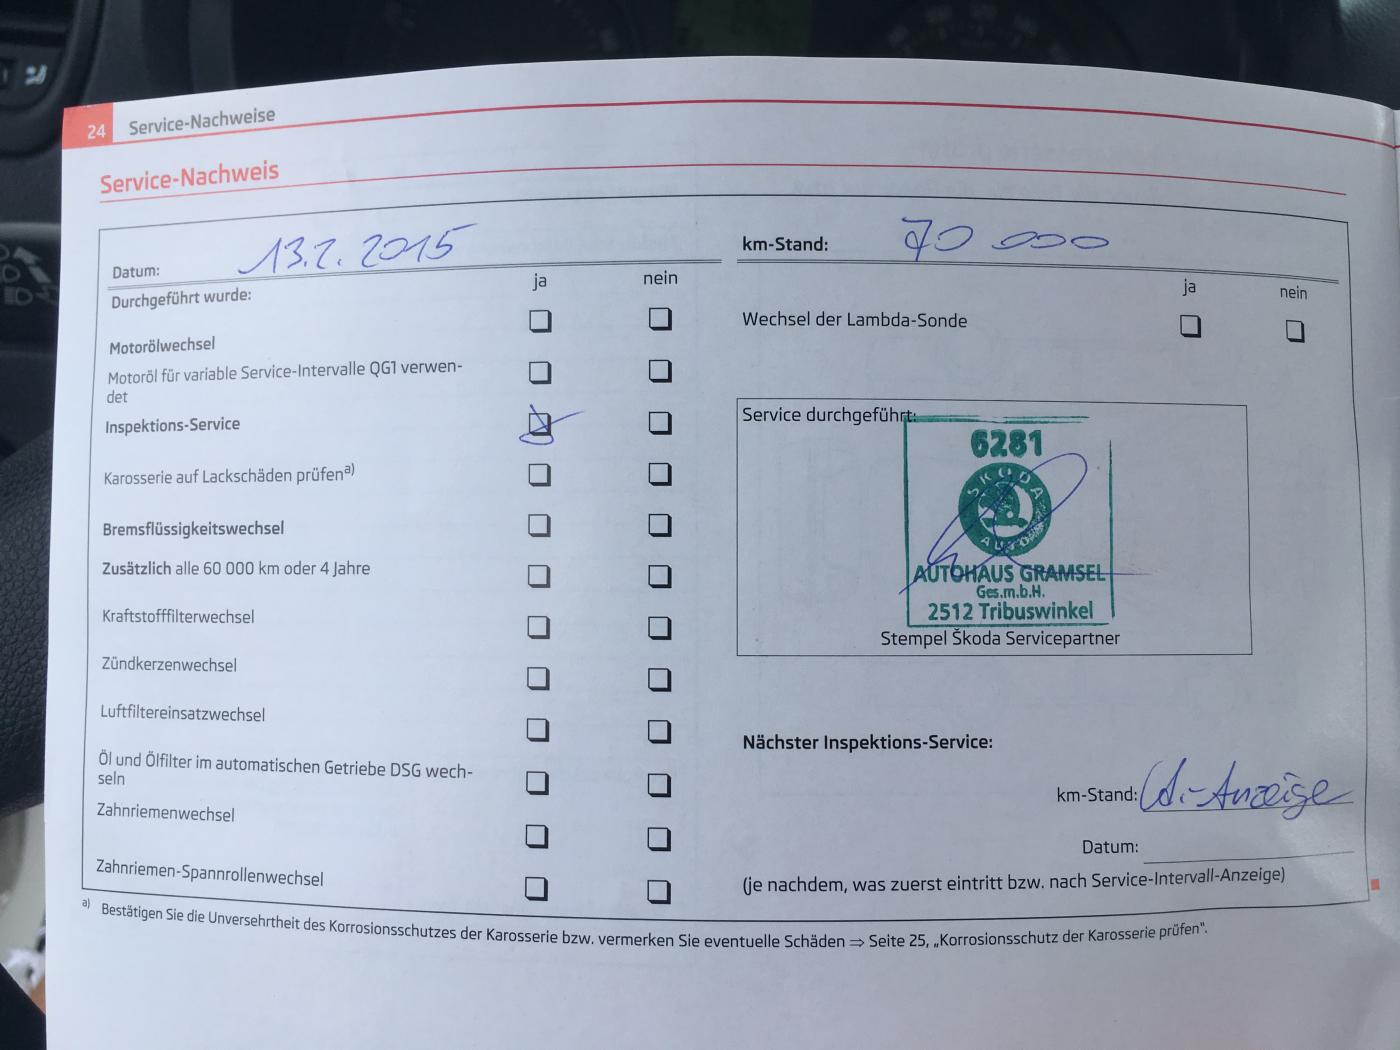 24 Service-Nachweise
Service-Nachweis
Datum: 13.2.2015
km-Stand: 70 000
Durchgeführt wurde:
ja nein
Motorölwechsel
Motoröl für variable Service-Intervalle QG1 verwen-
det
Inspektions-Service
Karosserie auf Lackschäden prüfen a)
Bremsflüssigkeitswechsel
Zusätzlich alle 60 000 km oder 4 Jahre
Kraftstofffilterwechsel
Zündkerzenwechsel
Luftfiltereinsatzwechsel
Öl und Ölfilter im automatischen Getriebe DSG wech-
seln
Zahnriemenwechsel
Zahnriemen-Spannrollenwechsel
ja nein
Wechsel der Lambda-Sonde
Service durchgeführt:
6281
SKODA
AUTO
AUTOHAUS GRAMSEL
Ges.m.b.H.
2512 Tribuswinkel
Stempel Škoda Servicepartner
Nächster Inspektions-Service:
km-Stand: Anzeige
Datum:
(je nachdem, was zuerst eintritt bzw. nach Service-Intervall-Anzeige)
a) Bestätigen Sie die Unversehrtheit des Korrosionsschutzes der Karosserie bzw. vermerken Sie eventuelle Schäden ⇒ Seite 25, „Korrosionsschutz der Karosserie prüfen“.